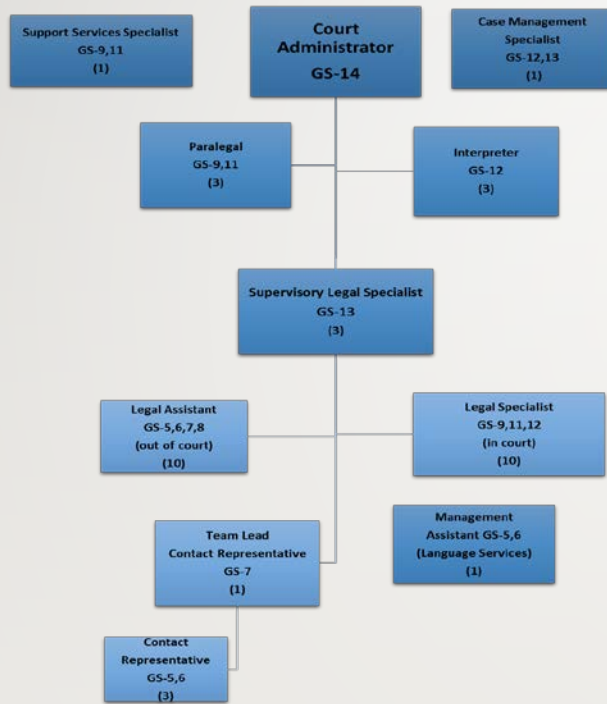 Support Services Specialist
GS-9,11
(1)
Court
Administrator
GS-14
Case Management
Specialist
GS-12,13
(1)
Paralegal
GS-9,11
(3)
Interpreter
GS-12
(3)
Supervisory Legal Specialist
GS-13
(3)
Legal Assistant
GS-5,6,7,8
(out of court)
(10)
Legal Specialist
GS-9,11,12
(in court)
(10)
Team Lead
Contact Representative
GS-7
(1)
Management
Assistant GS-5,6
(Language Services)
(1)
Contact
Representative
GS-5,6
(3)